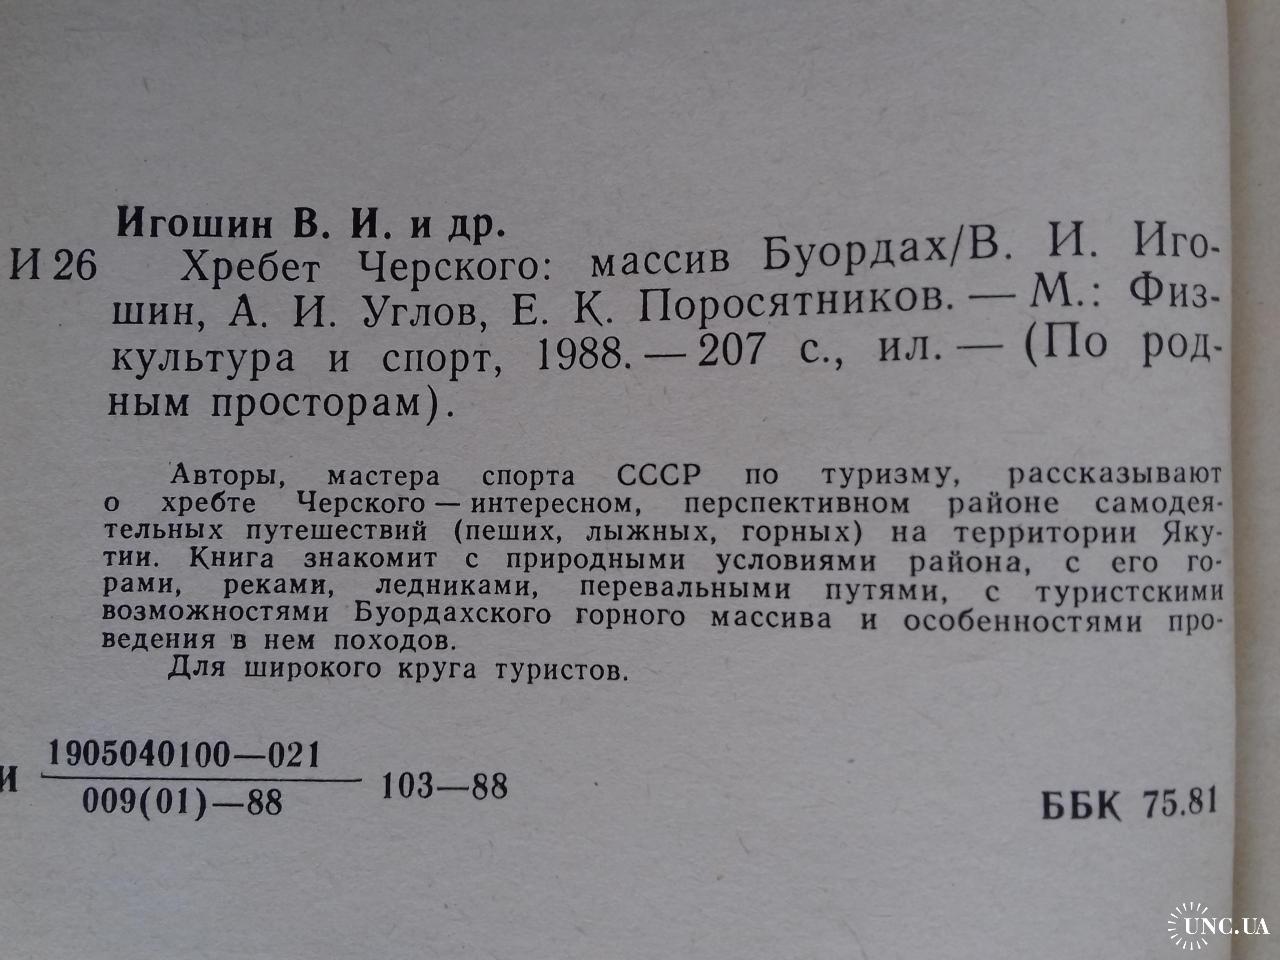 Игошин В. И. и др.
И 26 Хребет Черского: массив Буордах/В. И. Иго-
шин, А. И. Углов, Е. К. Поросятников. — М.: Физ-
культура и спорт, 1988. — 207 с., ил. — (По род-
ным просторам).
Авторы, мастера спорта СССР по туризму, рассказывают
о хребте Черского — интересном, перспективном районе самодея-
тельных путешествий (пеших, лыжных, горных) на территории Яку-
тии. Книга знакомит с природными условиями района, с его го-
рами, реками, ледниками, перевальными путями, с туристскими
возможностями Буордахского горного массива и особенностями про-
ведения в нем походов.
Для широкого круга туристов.
1905040100—021
И 103—88
009(01)—88
ББК 75.81
UNC.UA